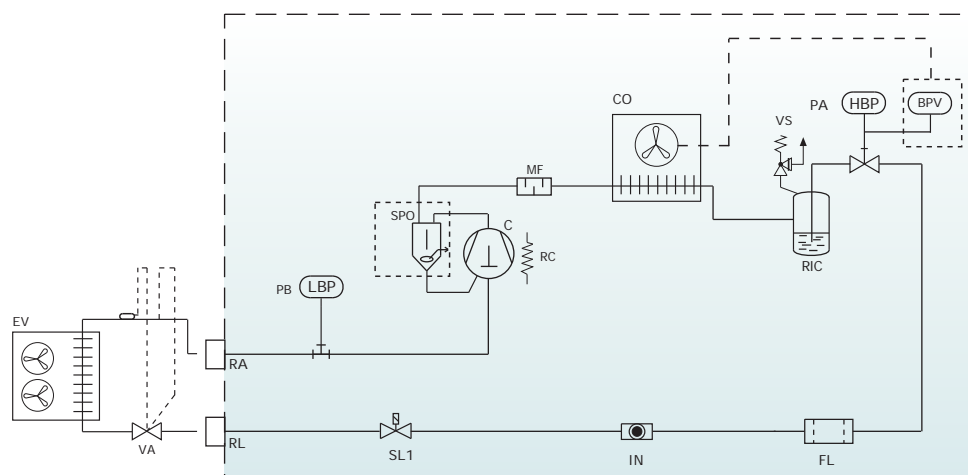 CO
PA
HBP
BPV
VS
MF
SPO
C
RC
RIC
PB
LBP
EV
RA
VA
RL
SL1
IN
FL